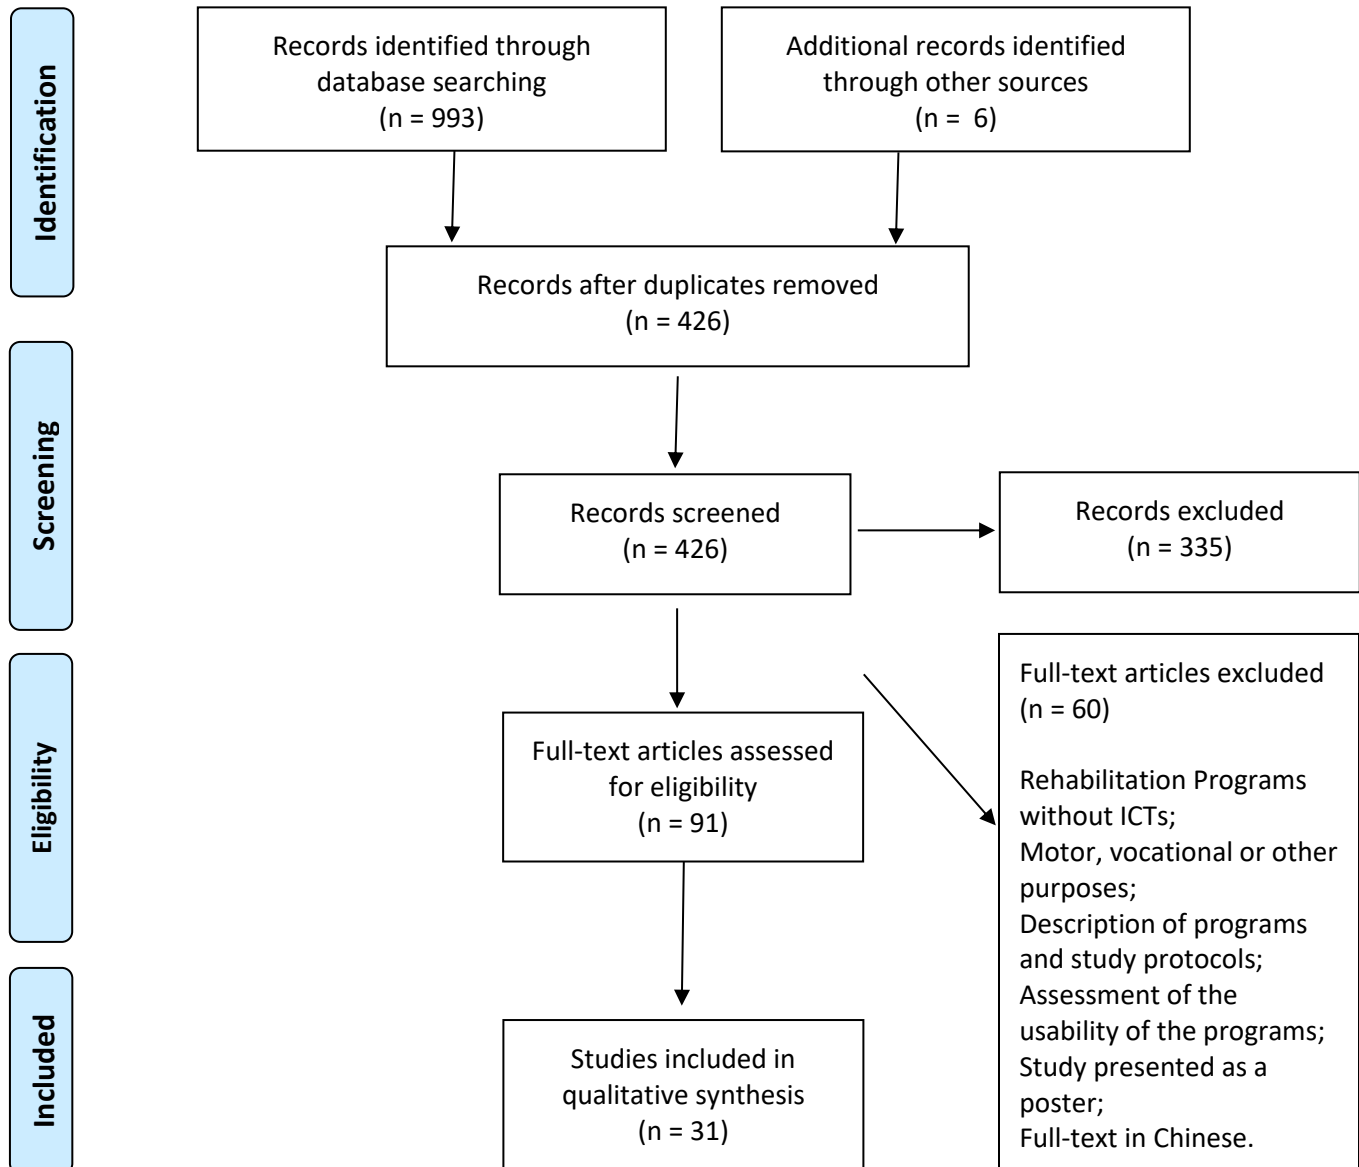 Identification
Records identified through
database searching
(n = 993)
Additional records identified
through other sources
(n =  6)
Records after duplicates removed
(n = 426)
Screening
Records screened
(n = 426)
Records excluded
(n = 335)
Eligibility
Full-text articles assessed
for eligibility
(n = 91)
Full-text articles excluded
(n = 60)
Rehabilitation Programs
without ICTs;
Motor, vocational or other
purposes;
Description of programs
and study protocols;
Assessment of the
usability of the programs;
Study presented as a
poster;
Full-text in Chinese.
Included
Studies included in
qualitative synthesis
(n = 31)